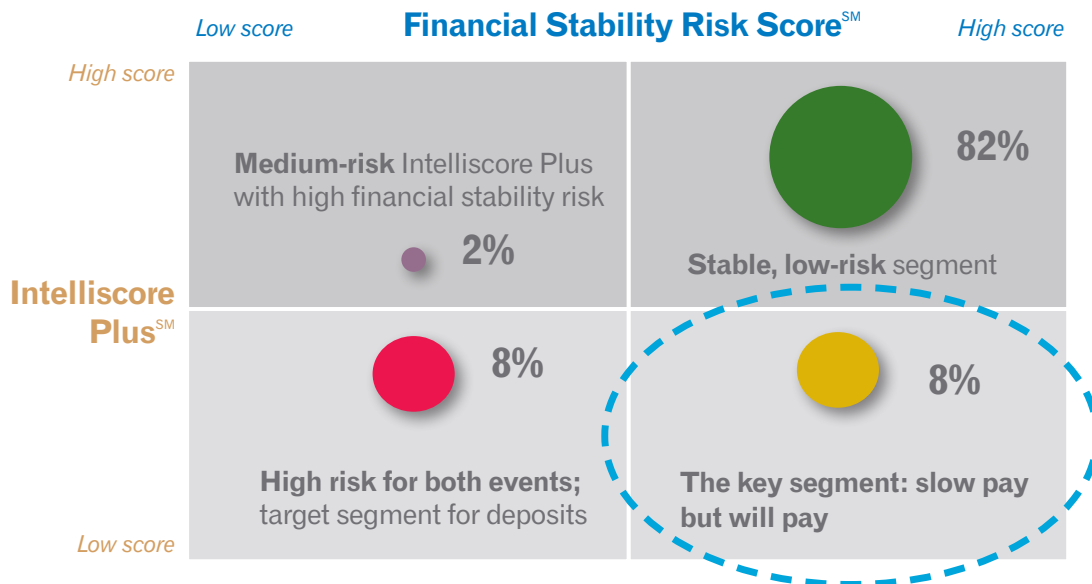 Low score
Financial Stability Risk Score℠
High score
High score
Medium-risk Intelliscore Plus
with high financial stability risk
2%
82%
Stable, low-risk segment
Intelliscore
Plus℠
8%
High risk for both events;
target segment for deposits
8%
The key segment: slow pay
but will pay
Low score